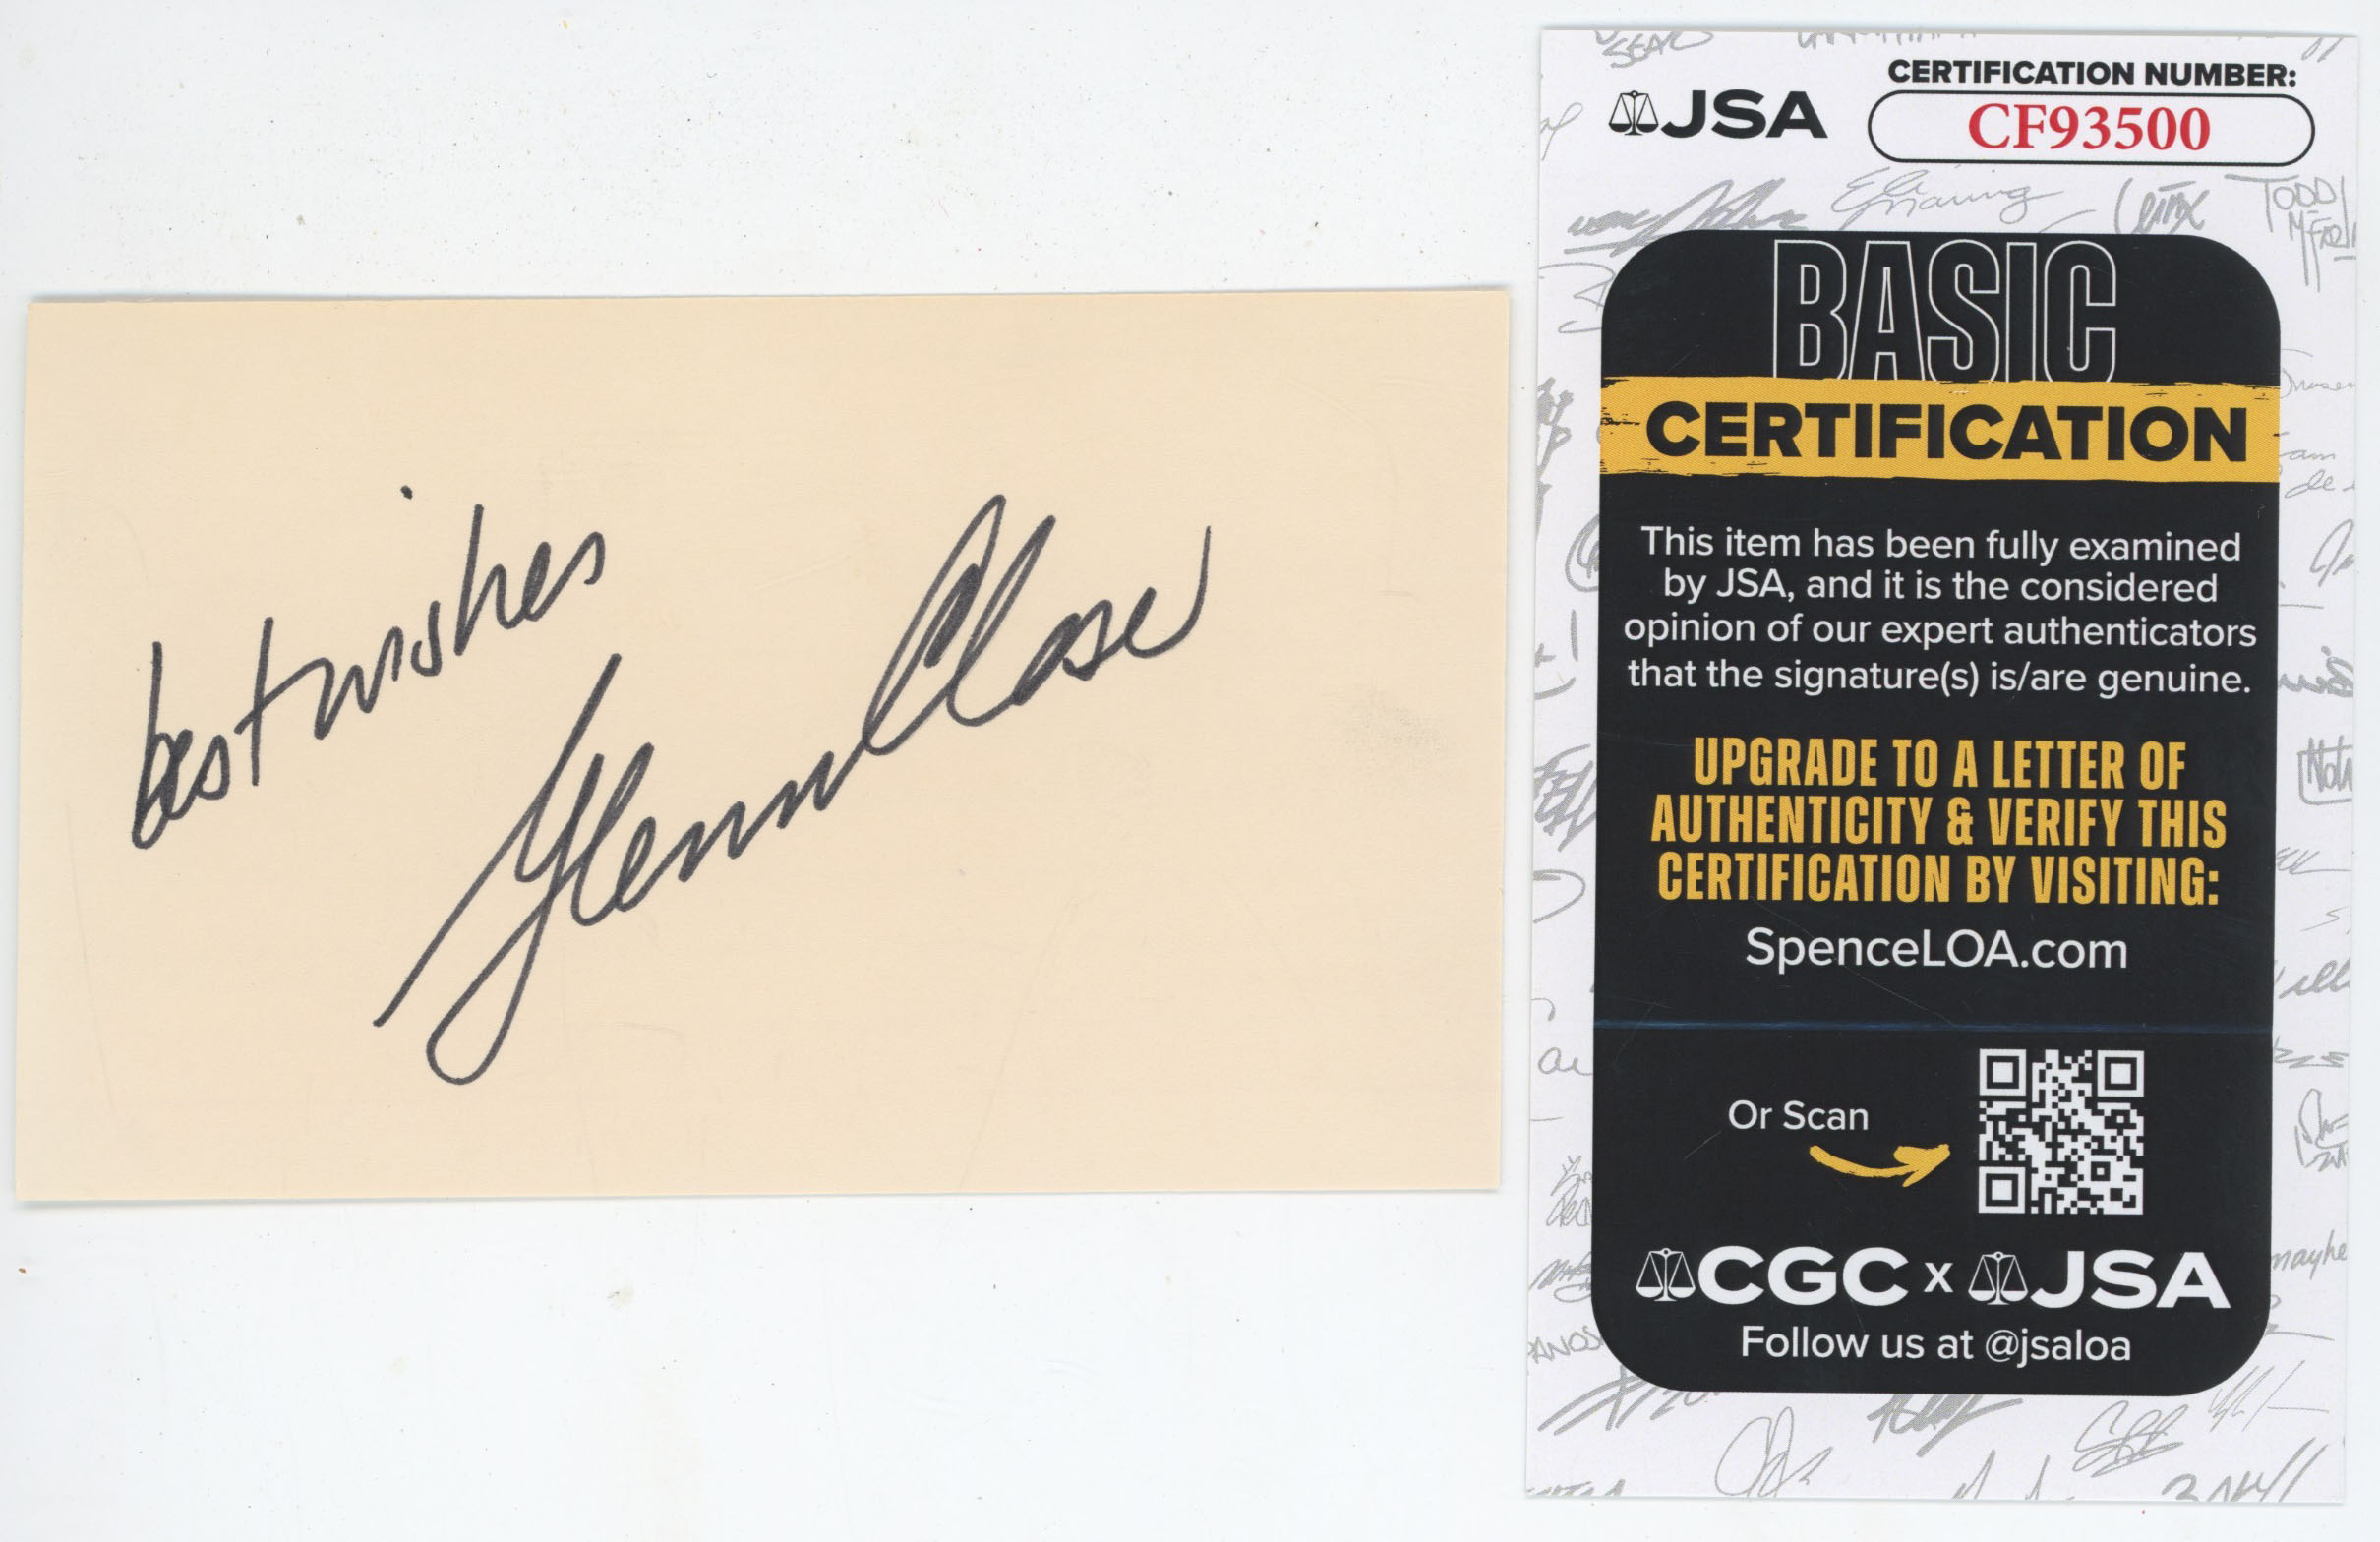 best wishes
Glenn Close
JSA
CERTIFICATION NUMBER:
CF93500
BASIC
CERTIFICATION
This item has been fully examined
by JSA, and it is the considered
opinion of our expert authenticators
that the signature(s) is/are genuine.
UPGRADE TO A LETTER OF
AUTHENTICITY & VERIFY THIS
CERTIFICATION BY VISITING:
SpenceLOA.com
Or Scan
CGC x JSA
Follow us at @jsaloa